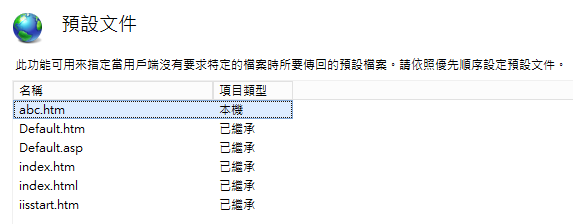 預設文件
此功能可用來指定當用戶端沒有要求特定的檔案時所要傳回的預設檔案。請依照優先順序設定預設文件。
名稱 項目類型
abc.htm 本機
Default.htm 已繼承
Default.asp 已繼承
index.htm 已繼承
index.html 已繼承
iisstart.htm 已繼承